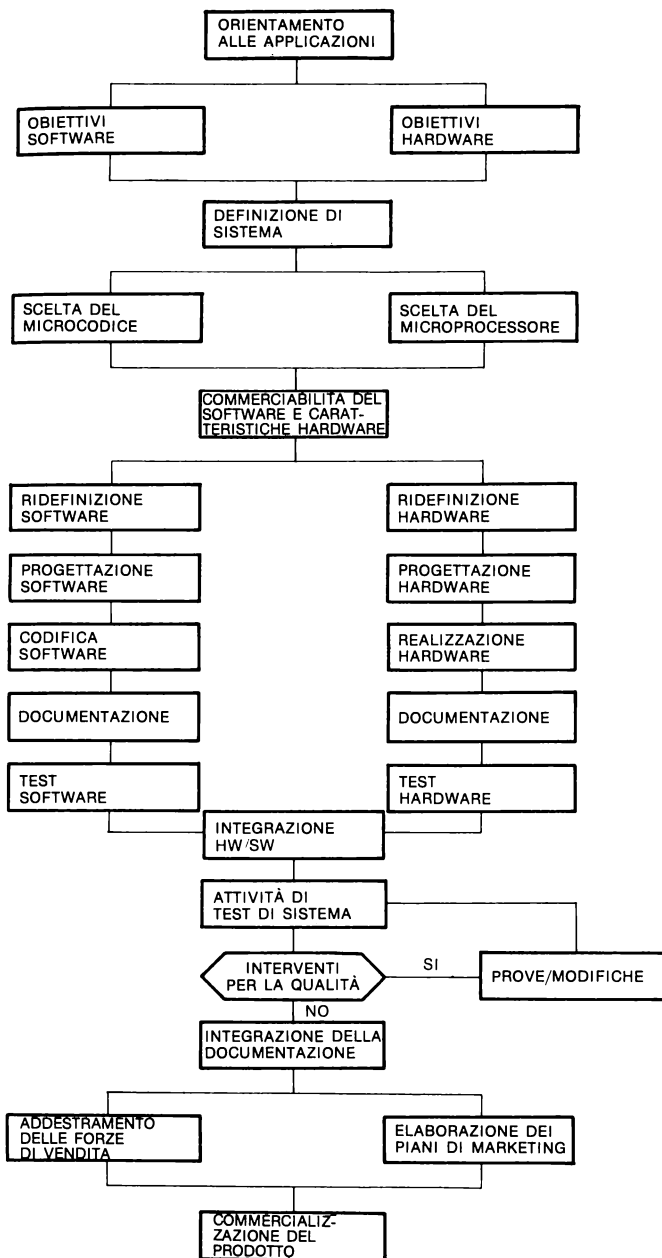 ORIENTAMENTO
ALLE APPLICAZIONI
OBIETTIVI
SOFTWARE
OBIETTIVI
HARDWARE
DEFINIZIONE DI
SISTEMA
SCELTA DEL
MICROCODICE
SCELTA DEL
MICROPROCESSORE
COMMERCIABILITA DEL
SOFTWARE E CARAT-
TERISTICHE HARDWARE
RIDEFINIZIONE
SOFTWARE
RIDEFINIZIONE
HARDWARE
PROGETTAZIONE
SOFTWARE
PROGETTAZIONE
HARDWARE
CODIFICA
SOFTWARE
REALIZZAZIONE
HARDWARE
DOCUMENTAZIONE
DOCUMENTAZIONE
TEST
SOFTWARE
TEST
HARDWARE
INTEGRAZIONE
HW/SW
ATTIVITÀ DI
TEST DI SISTEMA
INTERVENTI
PER LA QUALITÀ
SI
PROVE/MODIFICHE
NO
INTEGRAZIONE DELLA
DOCUMENTAZIONE
ADDESTRAMENTO
DELLE FORZE
DI VENDITA
ELABORAZIONE DEI
PIANI DI MARKETING
COMMERCIALIZ-
ZAZIONE DEL
PRODOTTO